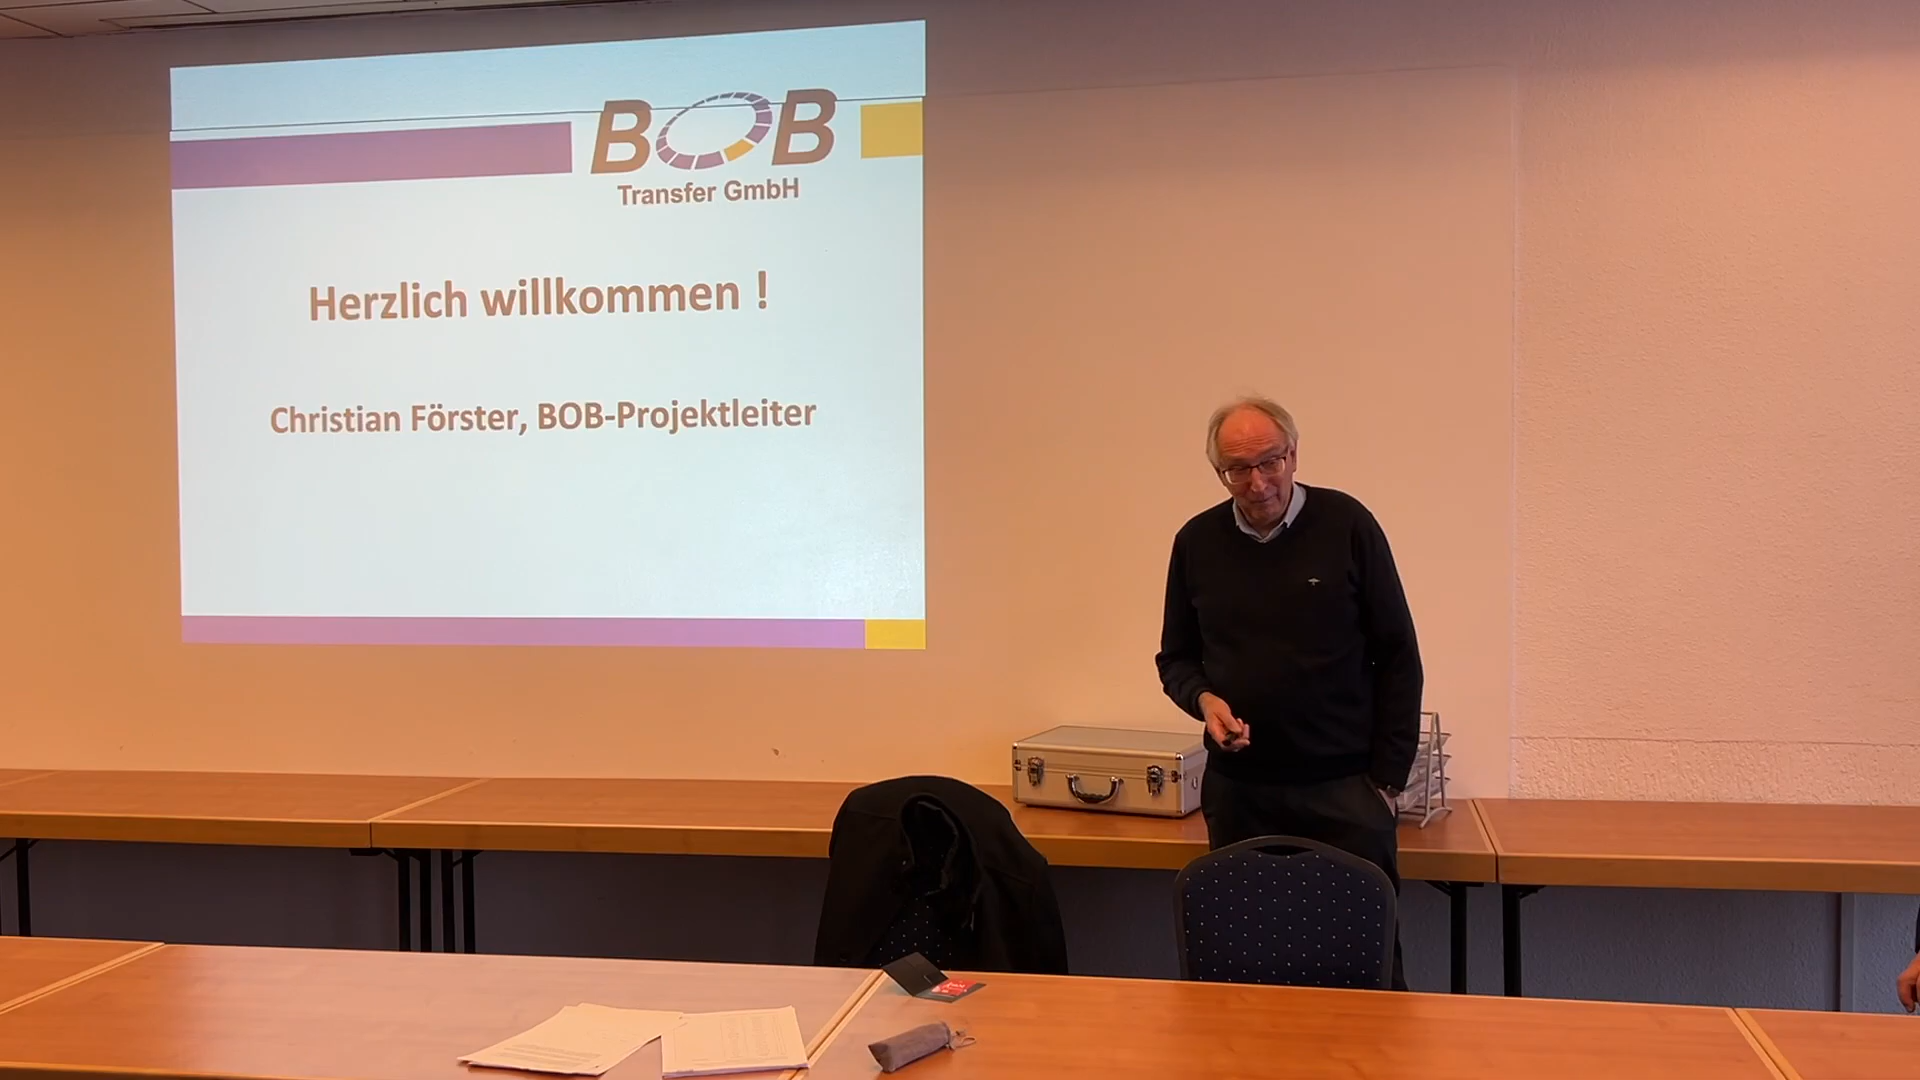 BOB
Transfer GmbH
Herzlich willkommen !
Christian Förster, BOB-Projektleiter